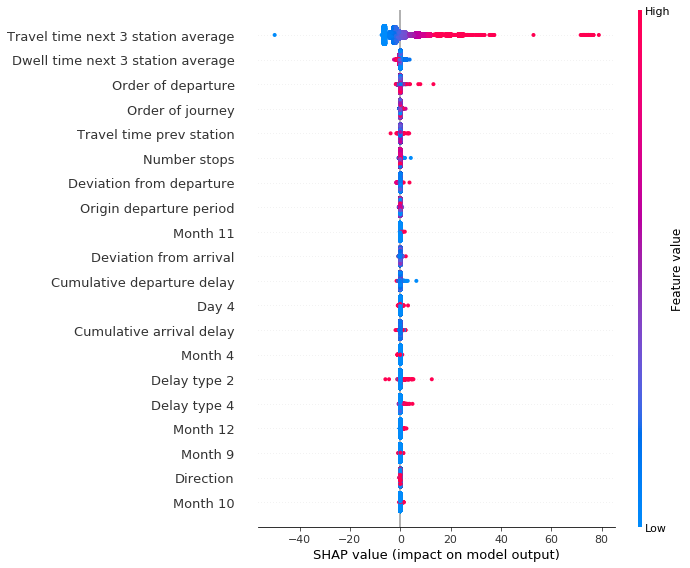 High
Travel time next 3 station average
Dwell time next 3 station average
Order of departure
Order of journey
Travel time prev station
Number stops
Deviation from departure
Origin departure period
Month 11
Deviation from arrival
Cumulative departure delay
Day 4
Cumulative arrival delay
Month 4
Delay type 2
Delay type 4
Month 12
Month 9
Direction
Month 10
Feature value
Low
−40 −20 0 20 40 60 80
SHAP value (impact on model output)